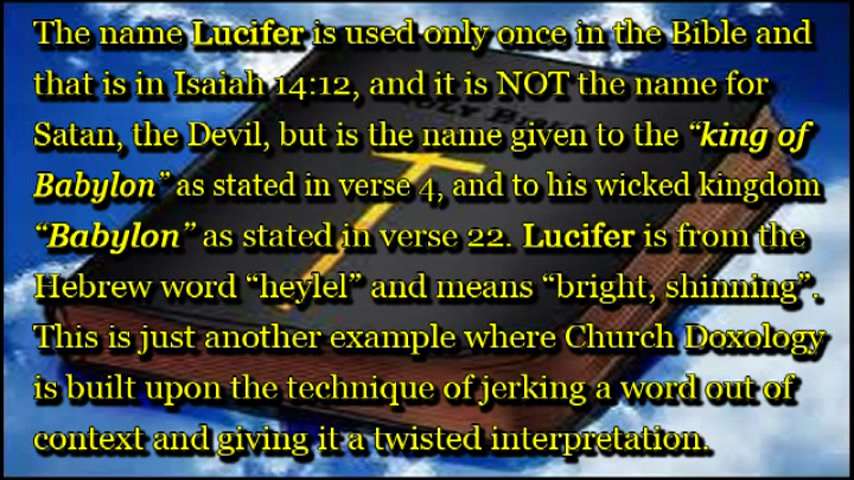 The name Lucifer is used only once in the Bible and
that is in Isaiah 14:12, and it is NOT the name for
Satan, the Devil, but is the name given to the “king of
Babylon” as stated in verse 4, and to his wicked kingdom
“Babylon” as stated in verse 22. Lucifer is from the
Hebrew word “heylel” and means “bright, shinning”.
This is just another example where Church Doxology
is built upon the technique of jerking a word out of
context and giving it a twisted interpretation.
HOLY BIBLE